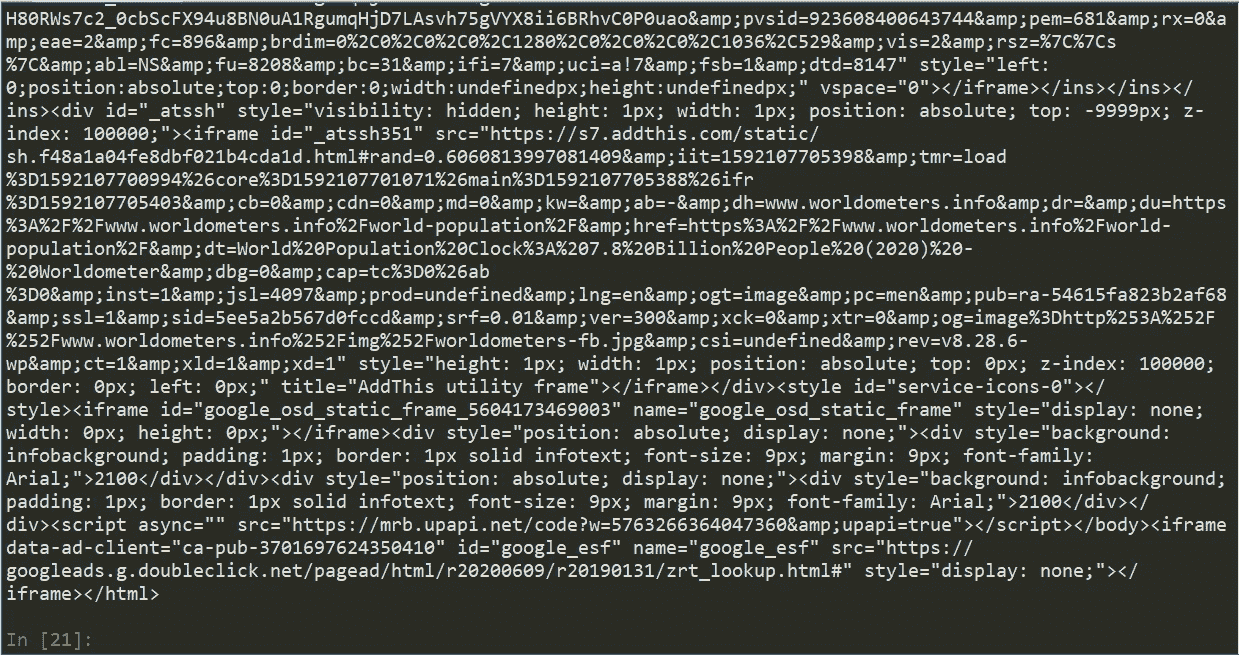 H80RWs7c2_0cbScFX94u8BN0uA1RgumqHjD7LAsvh75gVYX8ii6BRhvC0P0uao&amp;pvsid=923608400643744&amp;pem=681&amp;rx=0&a
mp;eae=2&amp;fc=896&amp;brdim=0%2C0%2C0%2C0%2C1280%2C0%2C0%2C0%2C1036%2C529&amp;vis=2&amp;rsz=%7C%7Cs
%7C&amp;abl=NS&amp;fu=8208&amp;bc=31&amp;ifi=7&amp;uci=a!7&amp;fsb=1&amp;dtd=8147" style="left:
0;position:absolute;top:0;border:0;width:undefinedpx;height:undefinedpx;" vspace="0"></iframe></ins></ins></
ins><div id="_atssh" style="visibility: hidden; height: 1px; width: 1px; position: absolute; top: -9999px; z-
index: 100000;"><iframe id="_atssh351" src="https://s7.addthis.com/static/
sh.f48a1a04fe8dbf021b4cda1d.html#rand=0.6060813997081409&amp;iit=1592107705398&amp;tmr=load
%3D1592107700994%26core%3D1592107701071%26main%3D1592107705388%26ifr
%3D1592107705403&amp;cb=0&amp;cdn=0&amp;md=0&amp;kw=&amp;ab=-&amp;dh=www.worldometers.info&amp;dr=&amp;du=https
%3A%2F%2Fwww.worldometers.info%2Fworld-population%2F&amp;href=https%3A%2F%2Fwww.worldometers.info%2Fworld-
population%2F&amp;dt=World%20Population%20Clock%3A%207.8%20Billion%20People%20(2020)%20-
%20Worldometer&amp;dbg=0&amp;cap=tc%3D0%26ab
%3D0&amp;inst=1&amp;jsl=4097&amp;prod=undefined&amp;lng=en&amp;ogt=image&amp;pc=men&amp;pub=ra-54615fa823b2af68
&amp;ssl=1&amp;sid=5ee5a2b567d0fccd&amp;srf=0.01&amp;ver=300&amp;xck=0&amp;xtr=0&amp;og=image%3Dhttp%253A%252F
%252Fwww.worldometers.info%252Fimg%252Fworldometers-fb.jpg&amp;csi=undefined&amp;rev=v8.28.6-
wp&amp;ct=1&amp;xld=1&amp;xd=1" style="height: 1px; width: 1px; position: absolute; top: 0px; z-index: 100000;
border: 0px; left: 0px;" title="AddThis utility frame"></iframe></div><style id="service-icons-0"></
style><iframe id="google_osd_static_frame_5604173469003" name="google_osd_static_frame" style="display: none;
width: 0px; height: 0px;"></iframe><div style="position: absolute; display: none;"><div style="background:
infobackground; padding: 1px; border: 1px solid infotext; font-size: 9px; margin: 9px; font-family:
Arial;">2100</div></div><div style="position: absolute; display: none;"><div style="background: infobackground;
padding: 1px; border: 1px solid infotext; font-size: 9px; margin: 9px; font-family: Arial;">2100</div></
div><script async="" src="https://mrb.upapi.net/code?w=5763266364047360&amp;upapi=true"></script></body><iframe
data-ad-client="ca-pub-3701697624350410" id="google_esf" name="google_esf" src="https://
googleads.g.doubleclick.net/pagead/html/r20200609/r20190131/zrt_lookup.html#" style="display: none;"></
iframe></html>
In [21]: